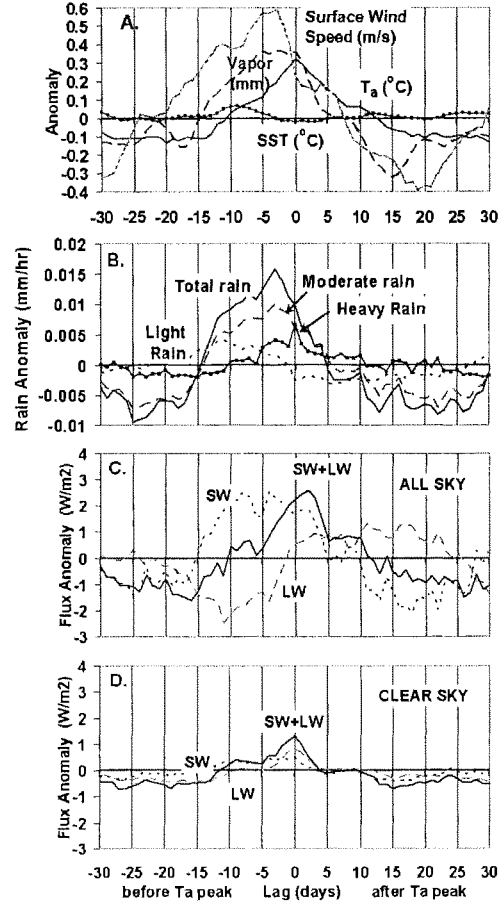 A.
Surface Wind
Speed (m/s)
Vapor
(mm)
Ta (°C)
SST (°C)
Anomaly
0.6
0.5
0.4
0.3
0.2
0.1
0
-0.1
-0.2
-0.3
-0.4
-30 -25 -20 -15 -10 -5 0 5 10 15 20 25 30
B.
Total rain
Moderate rain
Heavy Rain
Light
Rain
Rain Anomaly (mm/hr)
0.02
0.015
0.01
0.005
0
-0.005
-0.01
C.
SW+LW
ALL SKY
SW
LW
Flux Anomaly (W/m2)
4
3
2
1
0
-1
-2
-3
D.
CLEAR SKY
SW+LW
SW
LW
Flux Anomaly (W/m2)
4
3
2
1
0
-1
-2
-3
-30 -25 -20 -15 -10 -5 0 5 10 15 20 25 30
before Ta peak Lag (days) after Ta peak